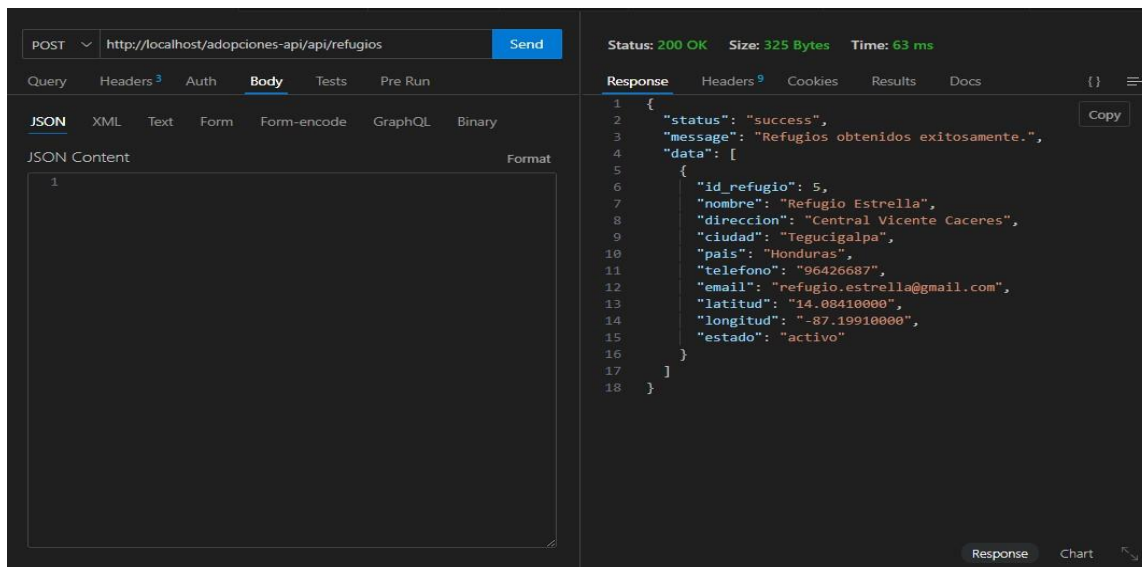 POST http://localhost/adopciones-api/api/refugios Send
Query Headers 3 Auth Body Tests Pre Run
JSON XML Text Form Form-encode GraphQL Binary
JSON Content Format
1
Status: 200 OK Size: 325 Bytes Time: 63 ms
Response Headers 9 Cookies Results Docs { }
Copy
1 {
2 "status": "success",
3 "message": "Refugios obtenidos exitosamente.",
4 "data": [
5 {
6 "id_refugio": 5,
7 "nombre": "Refugio Estrella",
8 "direccion": "Central Vicente Caceres",
9 "ciudad": "Tegucigalpa",
10 "pais": "Honduras",
11 "telefono": "96426687",
12 "email": "refugio.estrella@gmail.com",
13 "latitud": "14.08410000",
14 "longitud": "-87.19910000",
15 "estado": "activo"
16 }
17 ]
18 }
Response Chart